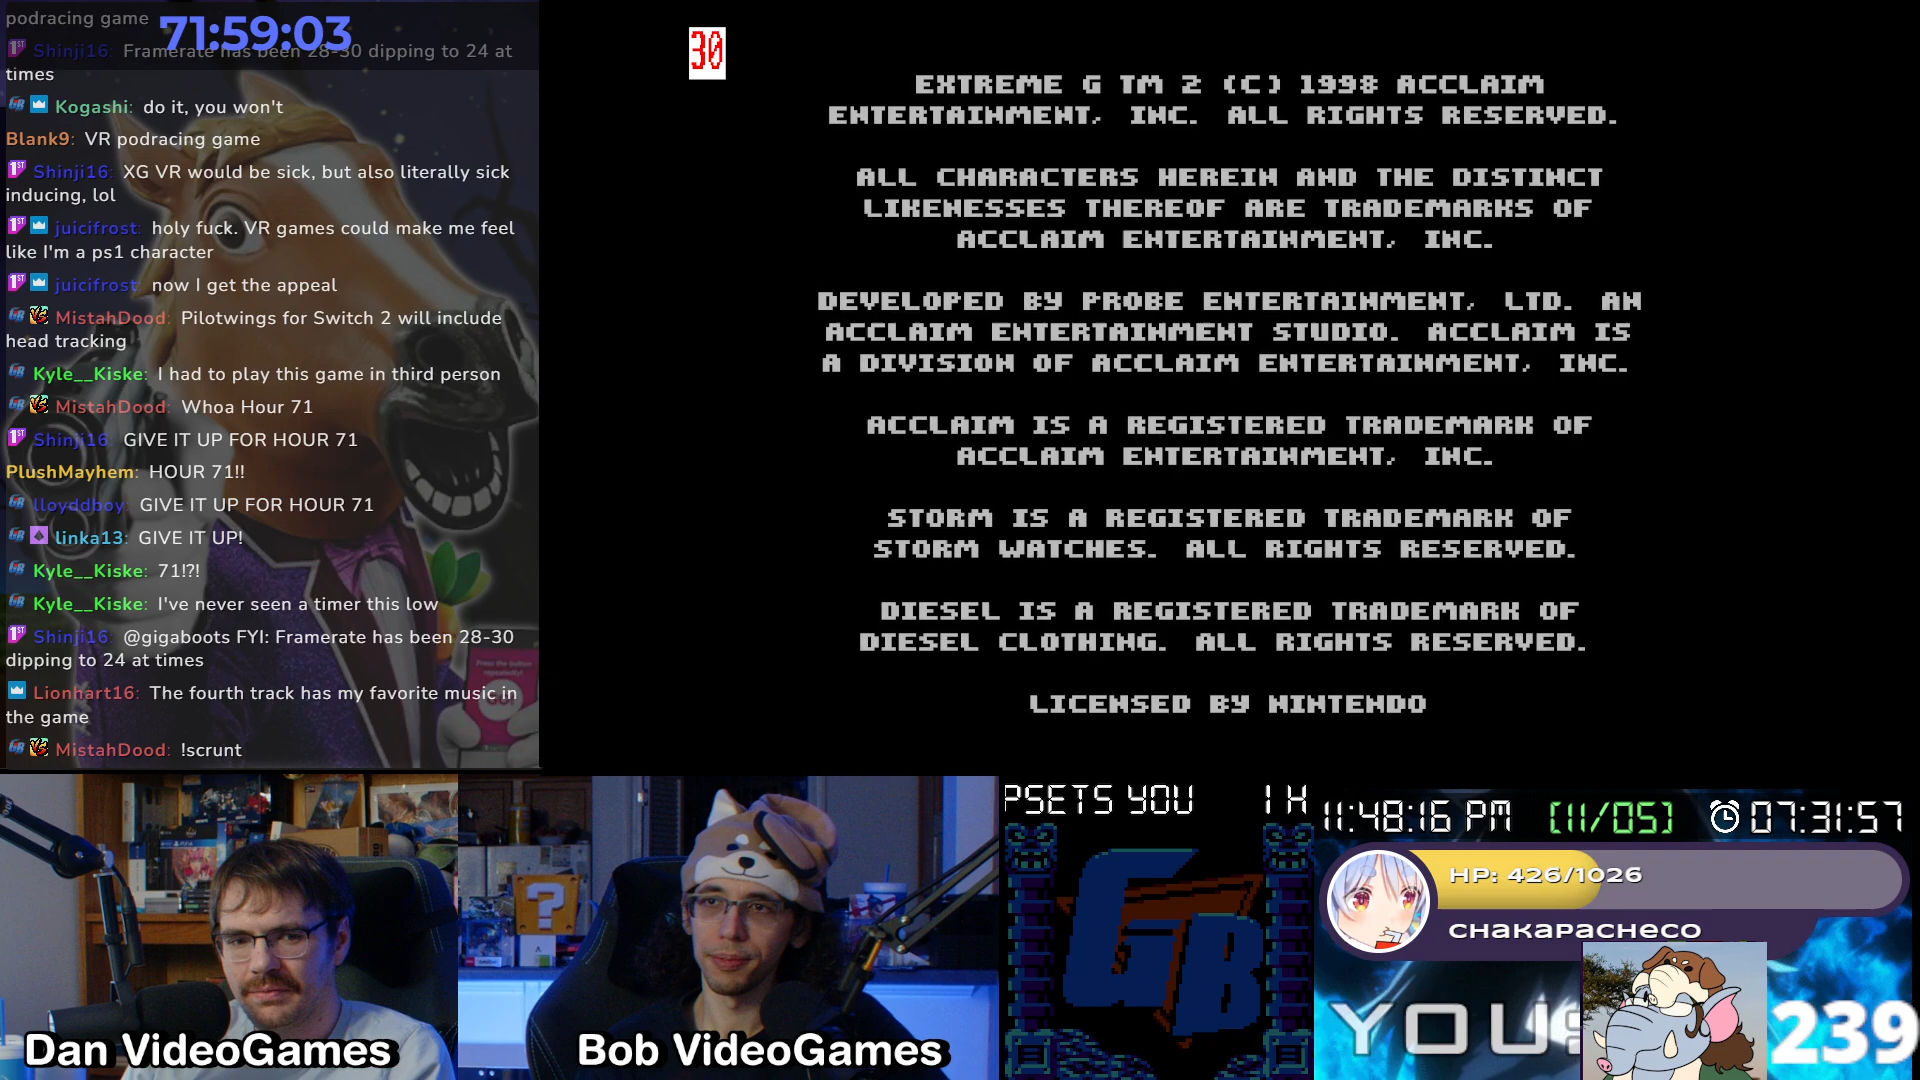 podracing game
71:59:03
Shinji16: Framerate has been 28-30 dipping to 24 at
times
Kogashi: do it, you won't
Blank9: VR podracing game
Shinji16: XG VR would be sick, but also literally sick
inducing, lol
juicifrost: holy fuck. VR games could make me feel
like I'm a ps1 character
juicifrost: now I get the appeal
MistahDood: Pilotwings for Switch 2 will include
head tracking
Kyle__Kiske: I had to play this game in third person
MistahDood: Whoa Hour 71
Shinji16: GIVE IT UP FOR HOUR 71
PlushMayhem: HOUR 71!!
lloyddboy: GIVE IT UP FOR HOUR 71
linka13: GIVE IT UP!
Kyle__Kiske: 71!?!
Kyle__Kiske: I've never seen a timer this low
Shinji16: @gigaboots FYI: Framerate has been 28-30
dipping to 24 at times
Lionhart16: The fourth track has my favorite music in
the game
MistahDood: !scrunt
30
EXTREME G TM 2 (C) 1998 ACCLAIM
ENTERTAINMENT, INC. ALL RIGHTS RESERVED.
ALL CHARACTERS HEREIN AND THE DISTINCT
LIKENESSES THEREOF ARE TRADEMARKS OF
ACCLAIM ENTERTAINMENT, INC.
DEVELOPED BY PROBE ENTERTAINMENT, LTD. AN
ACCLAIM ENTERTAINMENT STUDIO. ACCLAIM IS
A DIVISION OF ACCLAIM ENTERTAINMENT, INC.
ACCLAIM IS A REGISTERED TRADEMARK OF
ACCLAIM ENTERTAINMENT, INC.
STORM IS A REGISTERED TRADEMARK OF
STORM WATCHES. ALL RIGHTS RESERVED.
DIESEL IS A REGISTERED TRADEMARK OF
DIESEL CLOTHING. ALL RIGHTS RESERVED.
LICENSED BY NINTENDO
Dan VideoGames
Bob VideoGames
PSETS YOU 1 H
GB
11:48:16 PM [11/05] 07:31:57
HP: 426/1026
CHAKAPACHECO
YOU
239